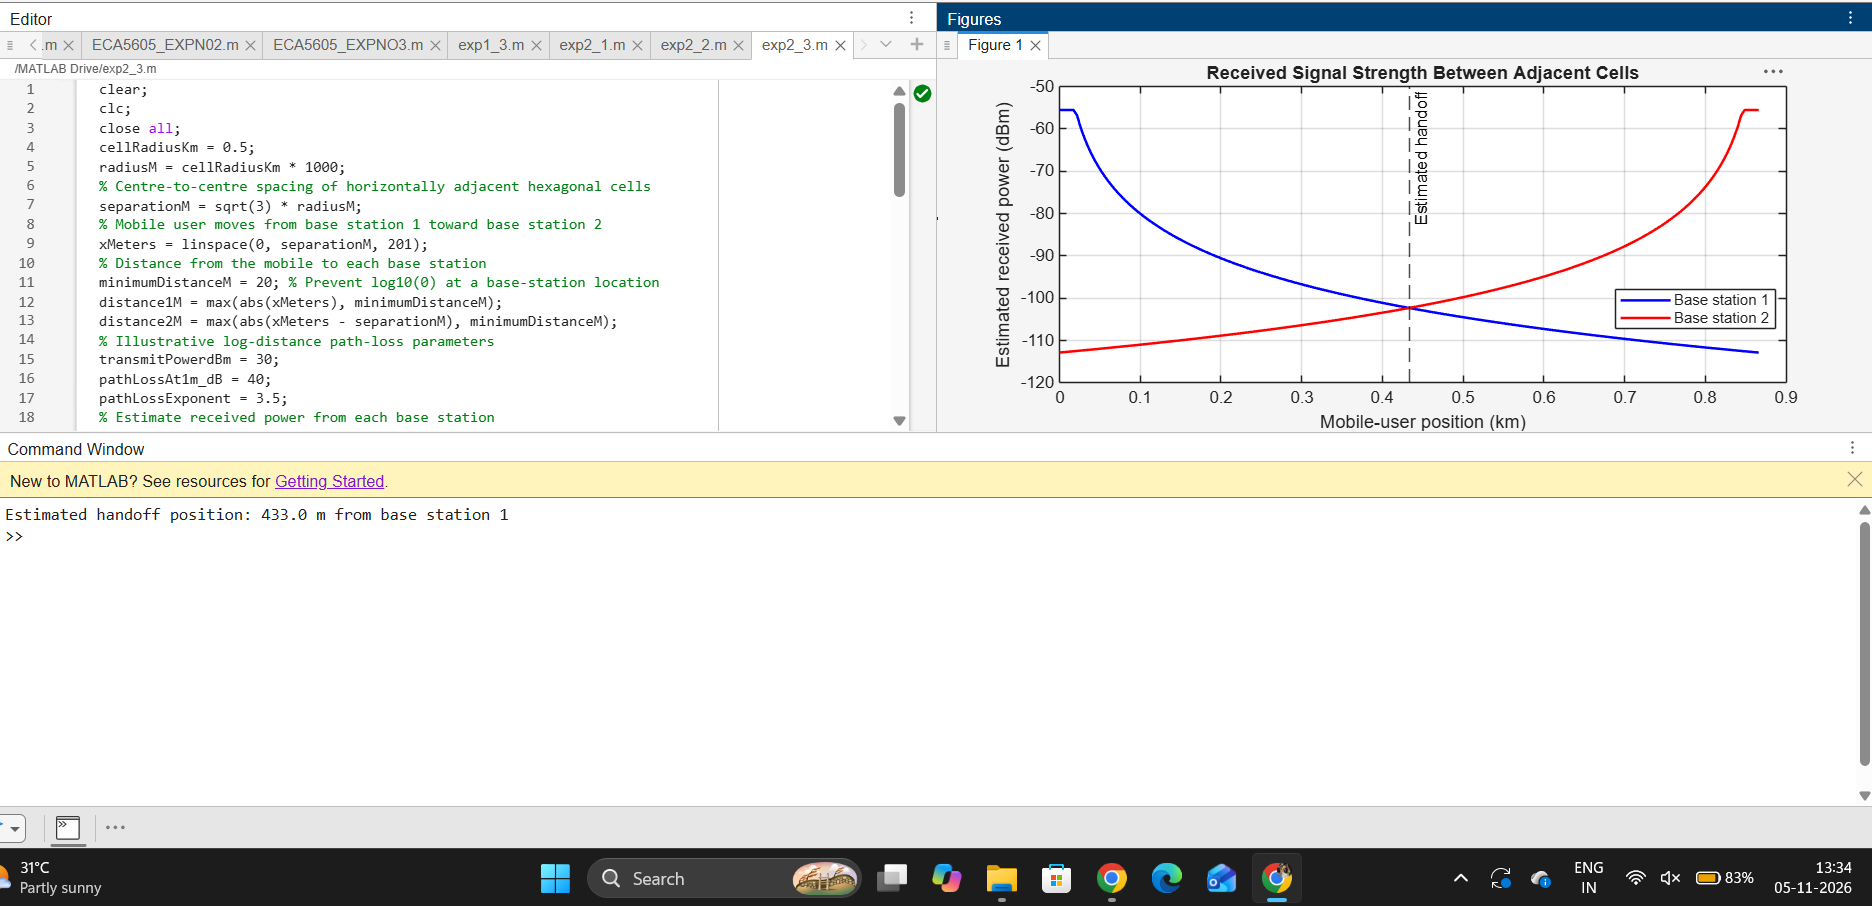 Editor
.m ECA5605_EXPN02.m ECA5605_EXPNO3.m exp1_3.m exp2_1.m exp2_2.m exp2_3.m
/MATLAB Drive/exp2_3.m
1 clear;
2 clc;
3 close all;
4 cellRadiusKm = 0.5;
5 radiusM = cellRadiusKm * 1000;
6 % Centre-to-centre spacing of horizontally adjacent hexagonal cells
7 separationM = sqrt(3) * radiusM;
8 % Mobile user moves from base station 1 toward base station 2
9 xMeters = linspace(0, separationM, 201);
10 % Distance from the mobile to each base station
11 minimumDistanceM = 20; % Prevent log10(0) at a base-station location
12 distance1M = max(abs(xMeters), minimumDistanceM);
13 distance2M = max(abs(xMeters - separationM), minimumDistanceM);
14 % Illustrative log-distance path-loss parameters
15 transmitPowerdBm = 30;
16 pathLossAt1m_dB = 40;
17 pathLossExponent = 3.5;
18 % Estimate received power from each base station
Figures
Figure 1
Received Signal Strength Between Adjacent Cells
Estimated received power (dBm)
-50
-60
-70
-80
-90
-100
-110
-120
Estimated handoff
Base station 1
Base station 2
0 0.1 0.2 0.3 0.4 0.5 0.6 0.7 0.8 0.9
Mobile-user position (km)
Command Window
New to MATLAB? See resources for Getting Started.
Estimated handoff position: 433.0 m from base station 1
>>
31°C
Partly sunny
Search
ENG
IN
83%
13:34
05-11-2026